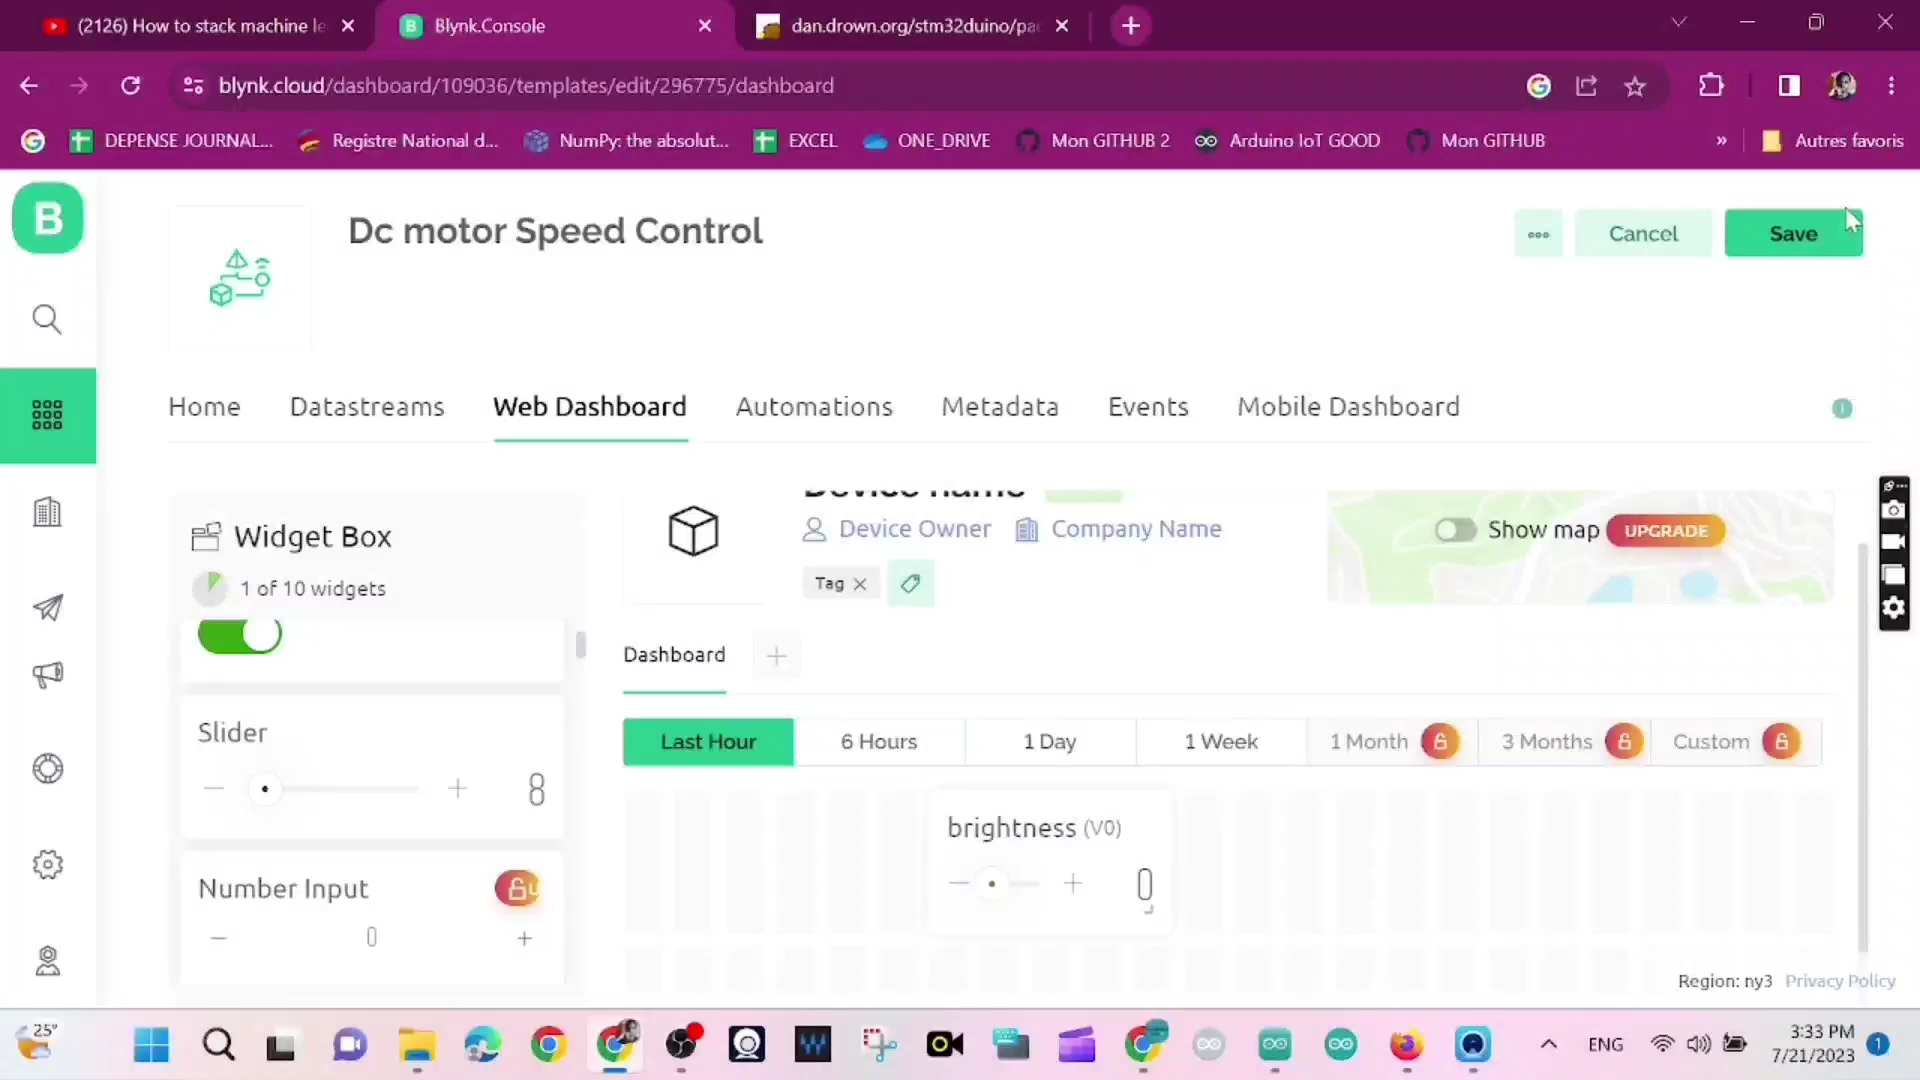 (2126) How to stack machine le
Blynk.Console
dan.drown.org/stm32duino/pa
blynk.cloud/dashboard/109036/templates/edit/296775/dashboard
DEPENSE JOURNAL...
Registre National d...
NumPy: the absolut...
EXCEL
ONE_DRIVE
Mon GITHUB 2
Arduino IoT GOOD
Mon GITHUB
»
Autres favoris
B
Dc motor Speed Control
Cancel
Save
Home
Datastreams
Web Dashboard
Automations
Metadata
Events
Mobile Dashboard
Widget Box
1 of 10 widgets
Device name
Device Owner
Company Name
Show map
UPGRADE
Tag
Dashboard
Last Hour
6 Hours
1 Day
1 Week
1 Month
3 Months
Custom
Slider
8
brightness (V0)
0
Number Input
0
Region: ny3
Privacy Policy
25°
ENG
3:33 PM
7/21/2023
1